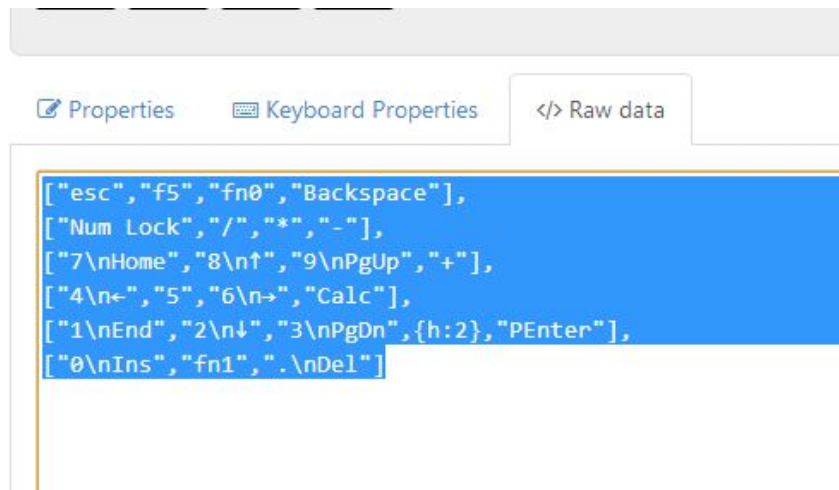 Properties Keyboard Properties </> Raw data
["esc","f5","fn0","Backspace"],
["Num Lock","/","*","-"],
["7\nHome","8\n↑","9\nPgUp","+"],
["4\n←","5","6\n→","Calc"],
["1\nEnd","2\n↓","3\nPgDn",{h:2},"PEnter"],
["0\nIns","fn1",".\nDel"]